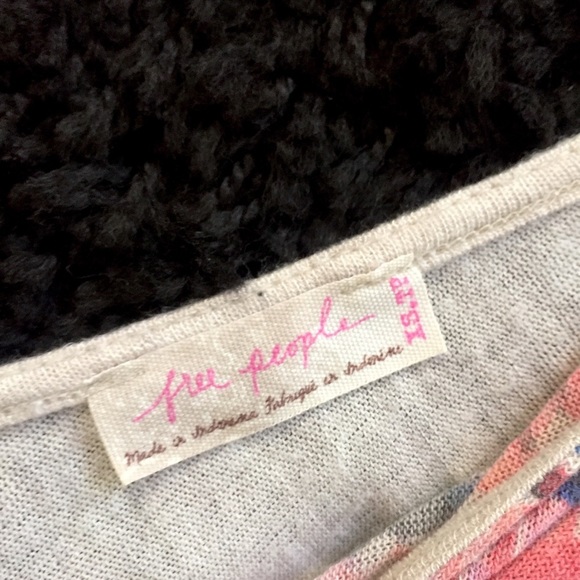 free people
Made in Indonesia Fabriqué en Indonésie
XS.TP